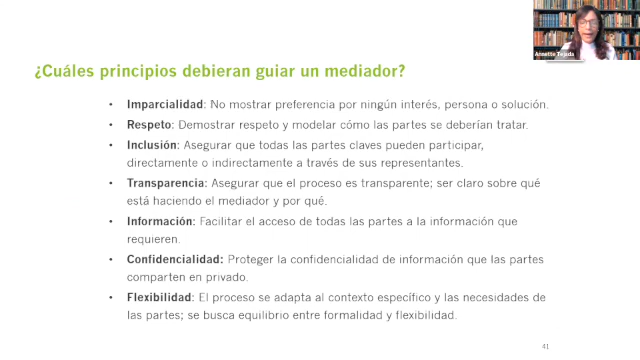 Annette Tejada
¿Cuáles principios debieran guiar un mediador?
• Imparcialidad: No mostrar preferencia por ningún interés, persona o solución.
• Respeto: Demostrar respeto y modelar cómo las partes se deberían tratar.
• Inclusión: Asegurar que todas las partes claves pueden participar,
directamente o indirectamente a través de sus representantes.
• Transparencia: Asegurar que el proceso es transparente; ser claro sobre qué
está haciendo el mediador y por qué.
• Información: Facilitar el acceso de todas las partes a la información que
requieren.
• Confidencialidad: Proteger la confidencialidad de información que las partes
comparten en privado.
• Flexibilidad: El proceso se adapta al contexto específico y las necesidades de
las partes; se busca equilibrio entre formalidad y flexibilidad.
41